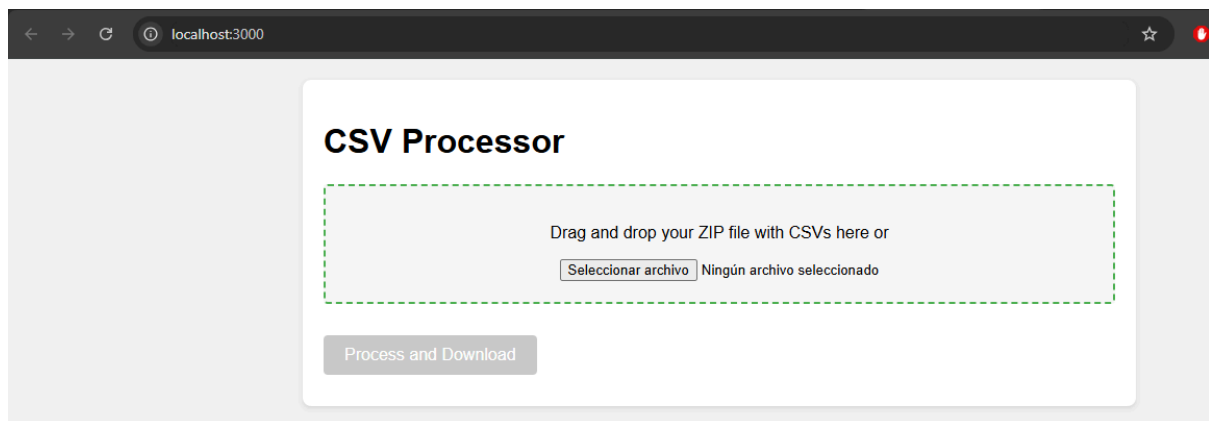 localhost:3000
CSV Processor
Drag and drop your ZIP file with CSVs here or
Seleccionar archivo Ningún archivo seleccionado
Process and Download